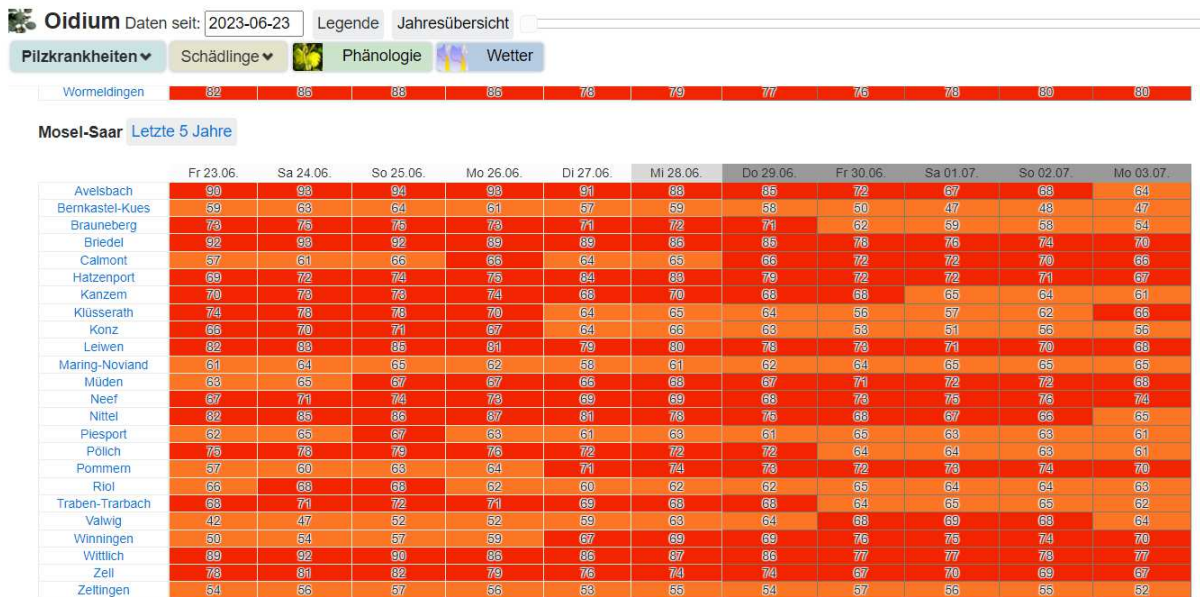 Oidium Daten seit: 2023-06-23 Legende Jahresübersicht
Pilzkrankheiten Schädlinge Phänologie Wetter
Wormeldingen 82 86 88 86 78 79 77 76 78 80 80
Mosel-Saar Letzte 5 Jahre
Fr 23.06. Sa 24.06. So 25.06. Mo 26.06. Di 27.06. Mi 28.06. Do 29.06. Fr 30.06. Sa 01.07. So 02.07. Mo 03.07.
Avelsbach 90 93 94 93 91 88 85 72 67 68 64
Bernkastel-Kues 59 63 64 61 57 59 58 50 47 48 47
Brauneberg 73 75 75 73 71 72 71 62 59 58 54
Briedel 92 93 92 89 89 86 85 78 76 74 70
Calmont 57 61 66 66 64 65 66 72 72 70 66
Hatzenport 69 72 74 75 84 83 79 72 72 71 67
Kanzem 70 73 73 74 68 70 68 68 65 64 61
Klüsserath 74 78 78 70 64 65 64 56 57 62 66
Konz 66 70 71 67 64 66 63 53 51 56 56
Leiwen 82 83 85 81 79 80 78 73 71 70 68
Maring-Noviand 61 64 65 62 58 61 62 64 65 65 65
Müden 63 65 67 67 66 68 67 71 72 72 68
Neef 67 71 74 73 69 69 68 73 75 76 74
Nittel 82 85 86 87 81 78 75 68 67 66 65
Piesport 62 65 67 63 61 63 61 65 63 63 61
Pölich 75 78 79 76 72 72 72 64 64 63 61
Pommern 57 60 63 64 71 74 73 72 73 74 70
Riol 66 68 68 62 60 62 62 65 64 64 63
Traben-Trarbach 68 71 72 71 69 68 68 64 65 65 62
Valwig 42 47 52 52 59 63 64 68 69 68 64
Winningen 50 54 57 59 67 69 69 76 75 74 70
Wittlich 89 92 90 86 86 87 86 77 77 78 77
Zell 78 81 82 79 76 74 74 67 70 69 67
Zeltingen 54 56 57 56 53 55 54 57 56 55 52